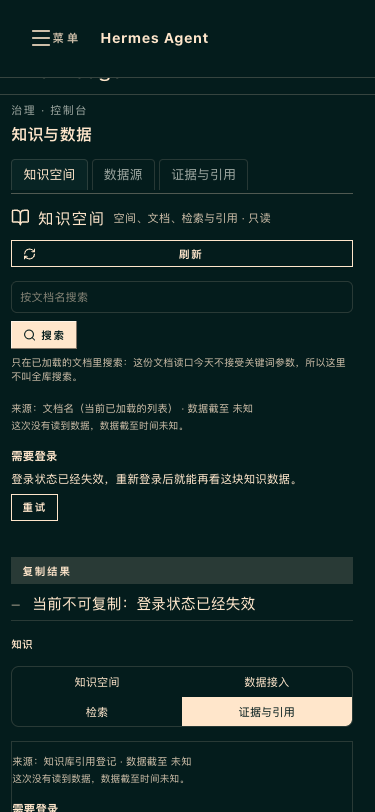 菜单
Hermes Agent
治理 · 控制台
知识与数据
知识空间
数据源
证据与引用
知识空间 空间、文档、检索与引用 · 只读
刷新
按文档名搜索
搜索
只在已加载的文档里搜索：这份文档读口今天不接受关键词参数，所以这里
不叫全库搜索。
来源：文档名（当前已加载的列表） · 数据截至 未知
这次没有读到数据，数据截至时间未知。
需要登录
登录状态已经失效，重新登录后就能再看这块知识数据。
重试
复制结果
— 当前不可复制：登录状态已经失效
知识
知识空间
数据接入
检索
证据与引用
来源：知识库引用登记 · 数据截至 未知
这次没有读到数据，数据截至时间未知。
需要登录